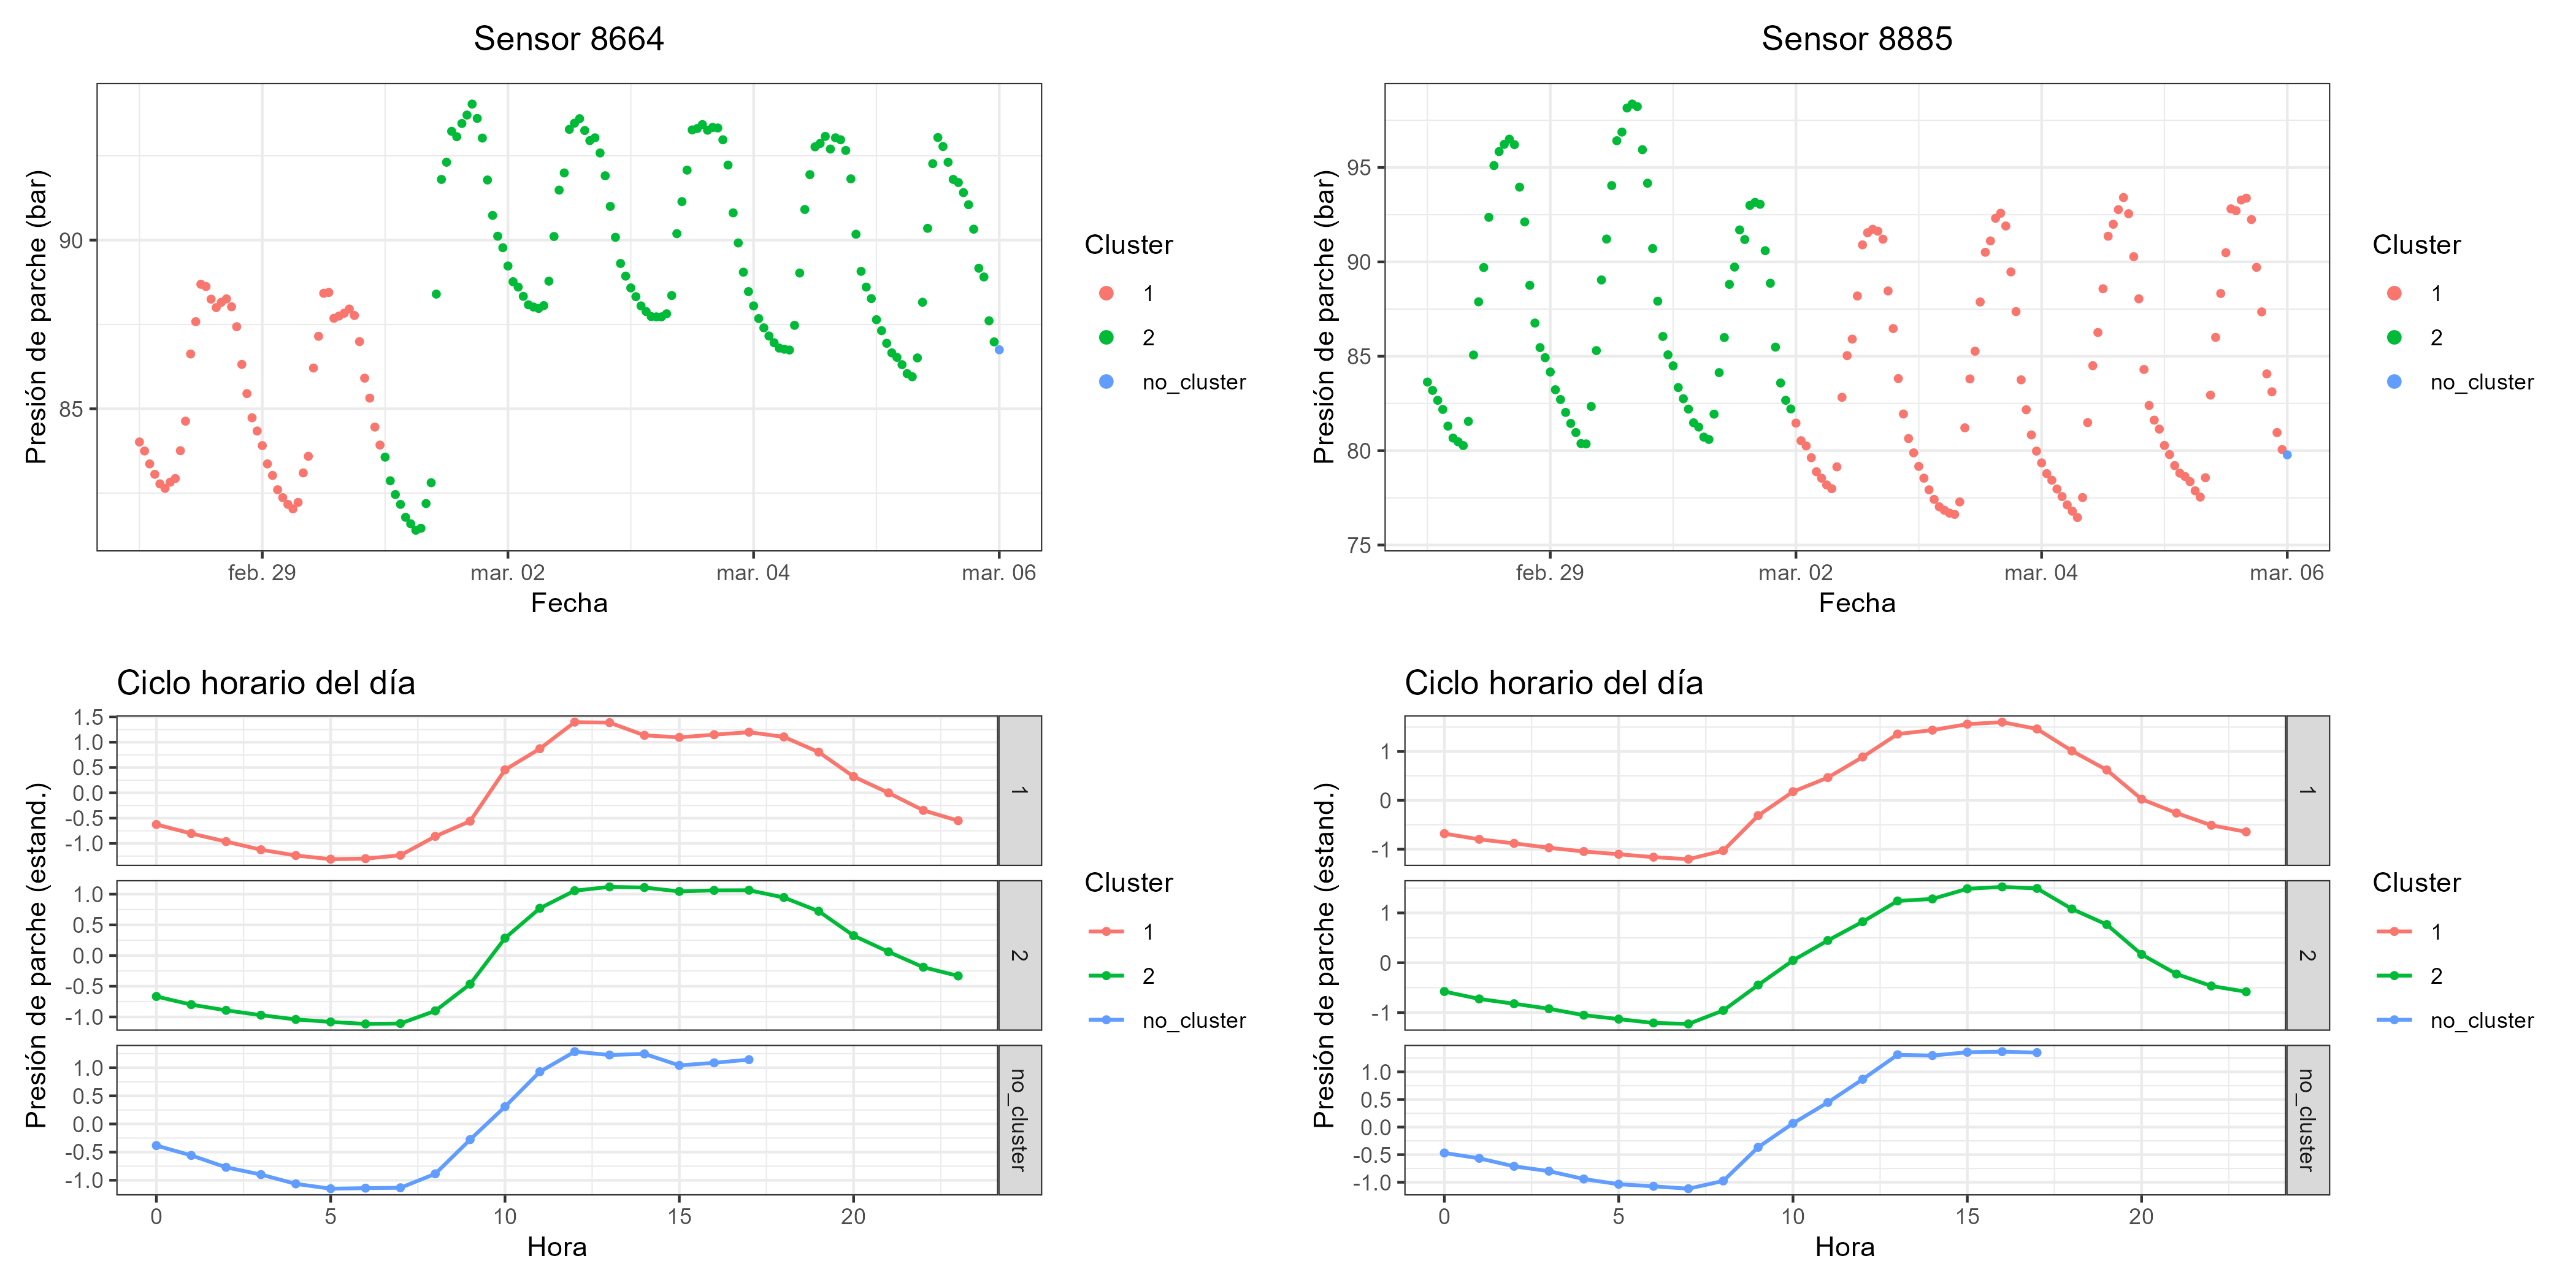 Sensor 8664
Presión de parche (bar)
90
85
feb. 29
mar. 02
mar. 04
mar. 06
Fecha
Cluster
1
2
no_cluster
Sensor 8885
Presión de parche (bar)
95
90
85
80
75
feb. 29
mar. 02
mar. 04
mar. 06
Fecha
Cluster
1
2
no_cluster
Ciclo horario del día
Presión de parche (estand.)
1.5
1.0
0.5
0.0
-0.5
-1.0
1
1.0
0.5
0.0
-0.5
-1.0
2
1.0
0.5
0.0
-0.5
-1.0
no_cluster
0
5
10
15
20
Hora
Cluster
1
2
no_cluster
Ciclo horario del día
Presión de parche (estand.)
1
0
-1
1
1
0
-1
2
1.0
0.5
0.0
-0.5
-1.0
no_cluster
0
5
10
15
20
Hora
Cluster
1
2
no_cluster